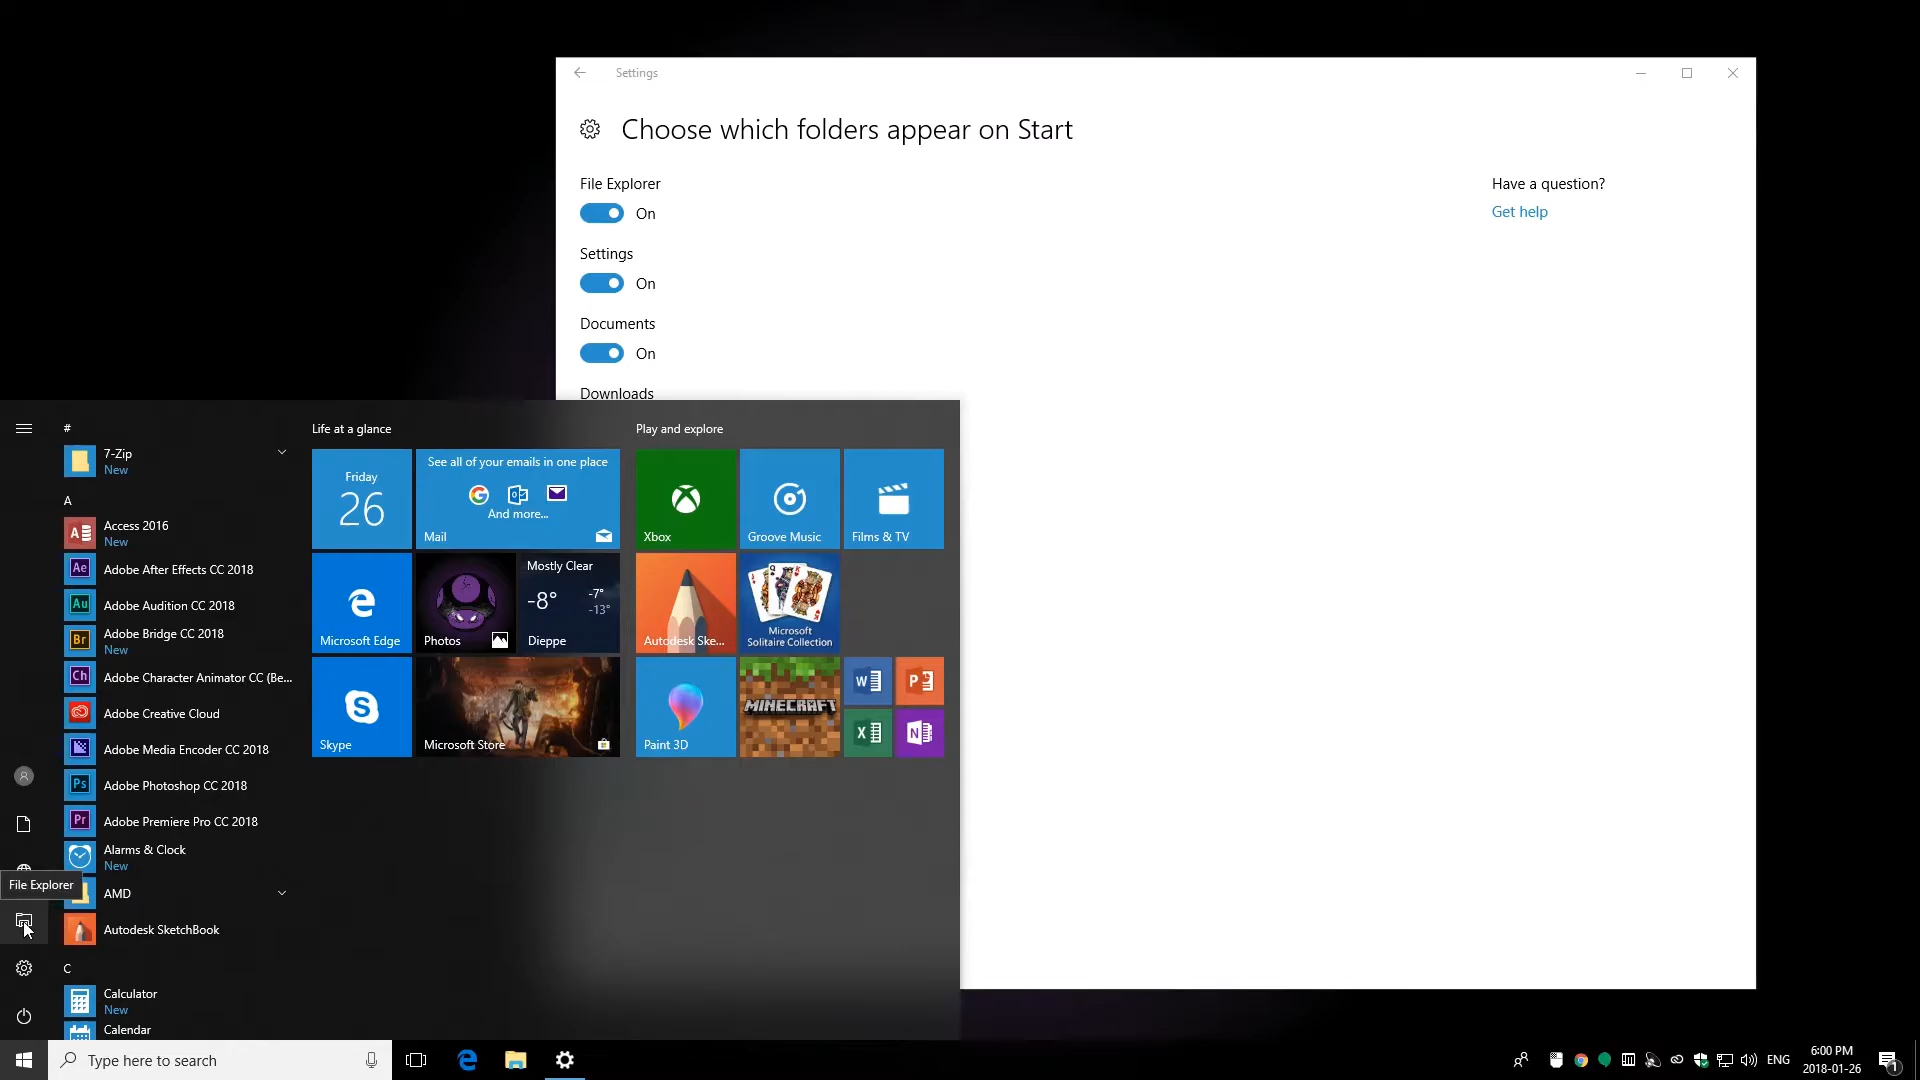 Settings
Choose which folders appear on Start
File Explorer
On
Settings
On
Documents
On
Downloads
Have a question?
Get help
#
7-Zip
New
A
Access 2016
New
Adobe After Effects CC 2018
Adobe Audition CC 2018
Adobe Bridge CC 2018
New
Adobe Character Animator CC (Be...
Adobe Creative Cloud
Adobe Media Encoder CC 2018
Adobe Photoshop CC 2018
Adobe Premiere Pro CC 2018
Alarms & Clock
New
File Explorer
AMD
Autodesk SketchBook
C
Calculator
New
Calendar
Life at a glance
Friday
26
See all of your emails in one place
And more...
Mail
Microsoft Edge
Photos
Mostly Clear
-8°
-7°
-13°
Dieppe
Skype
Microsoft Store
Play and explore
Xbox
Groove Music
Films & TV
Autodesk Ske...
Microsoft
Solitaire Collection
Paint 3D
MINECRAFT
Type here to search
ENG
6:00 PM
2018-01-26
1